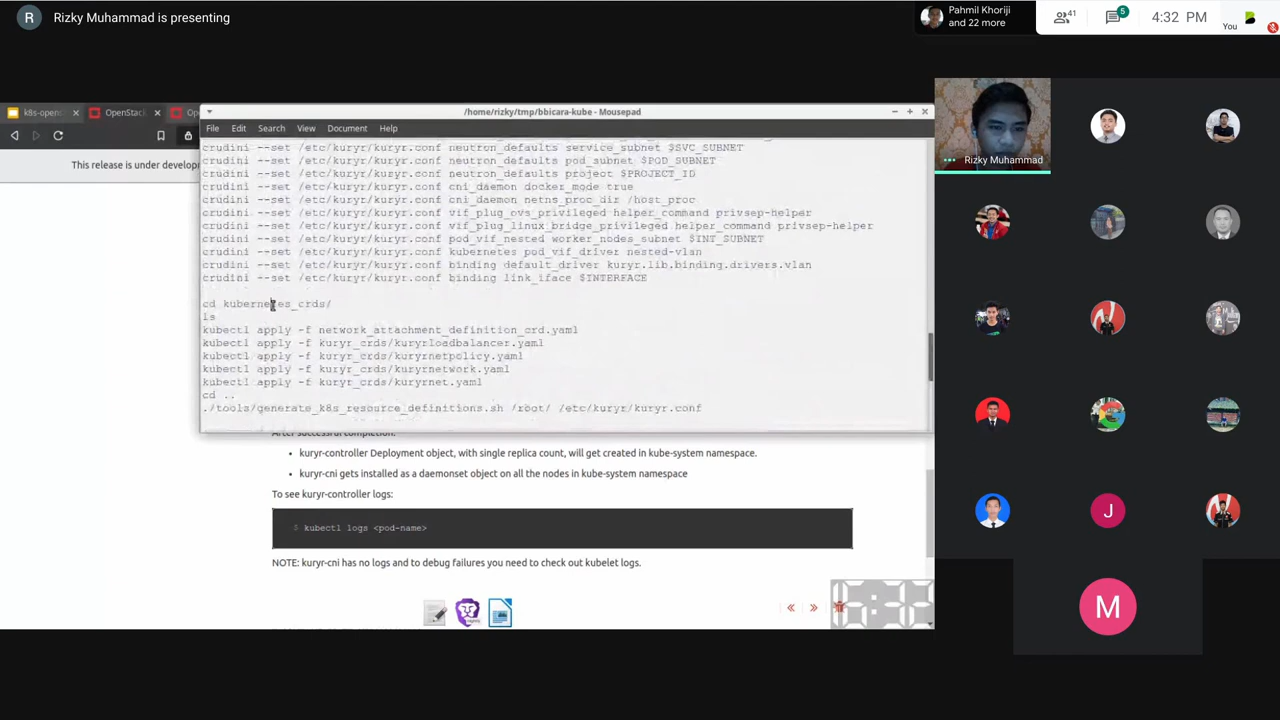 R
Rizky Muhammad is presenting
Pahmil Khoriji
and 22 more
41
5
4:32 PM
You
k8s-open
OpenStac
Op
/home/rizky/tmp/bbicara-kube - Mousepad
File Edit Search View Document Help
This release is under develop
crudini --set /etc/kuryr/kuryr.conf neutron_defaults service_subnet $SVC_SUBNET
crudini --set /etc/kuryr/kuryr.conf neutron_defaults pod_subnet $POD_SUBNET
crudini --set /etc/kuryr/kuryr.conf neutron_defaults project $PROJECT_ID
crudini --set /etc/kuryr/kuryr.conf cni_daemon docker_mode true
crudini --set /etc/kuryr/kuryr.conf cni_daemon netns_proc_dir /host_proc
crudini --set /etc/kuryr/kuryr.conf vif_plug_ovs_privileged helper_command privsep-helper
crudini --set /etc/kuryr/kuryr.conf vif_plug_linux_bridge_privileged helper_command privsep-helper
crudini --set /etc/kuryr/kuryr.conf pod_vif_nested worker_nodes_subnet $INT_SUBNET
crudini --set /etc/kuryr/kuryr.conf kubernetes pod_vif_driver nested-vlan
crudini --set /etc/kuryr/kuryr.conf binding default_driver kuryr.lib.binding.drivers.vlan
crudini --set /etc/kuryr/kuryr.conf binding link_iface $INTERFACE
cd kubernetes_crds/
ls
kubectl apply -f network_attachment_definition_crd.yaml
kubectl apply -f kuryr_crds/kuryrloadbalancer.yaml
kubectl apply -f kuryr_crds/kuryrnetpolicy.yaml
kubectl apply -f kuryr_crds/kuryrnetwork.yaml
kubectl apply -f kuryr_crds/kuryrnet.yaml
cd ..
./tools/generate_k8s_resource_definitions.sh /root/ /etc/kuryr/kuryr.conf
After successful completion:
• kuryr-controller Deployment object, with single replica count, will get created in kube-system namespace.
• kuryr-cni gets installed as a daemonset object on all the nodes in kube-system namespace
To see kuryr-controller logs:
$ kubectl logs <pod-name>
NOTE: kuryr-cni has no logs and to debug failures you need to check out kubelet logs.
Rizky Muhammad
J
M